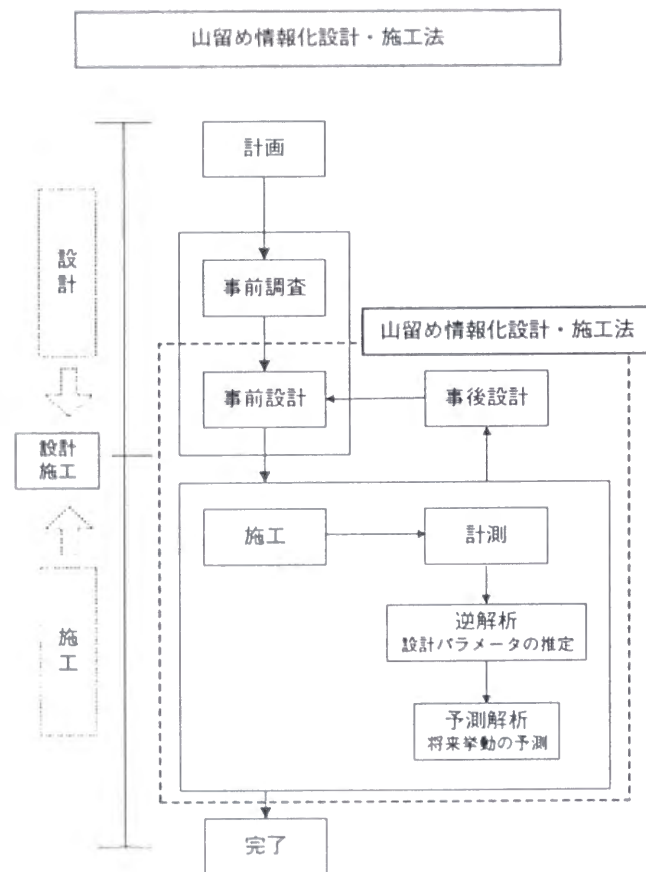 山留め情報化設計・施工法
計画
設
計
事前調査
山留め情報化設計・施工法
事前設計
事後設計
設計
施工
施工
計測
逆解析
設計パラメータの推定
施
工
予測解析
将来挙動の予測
完了